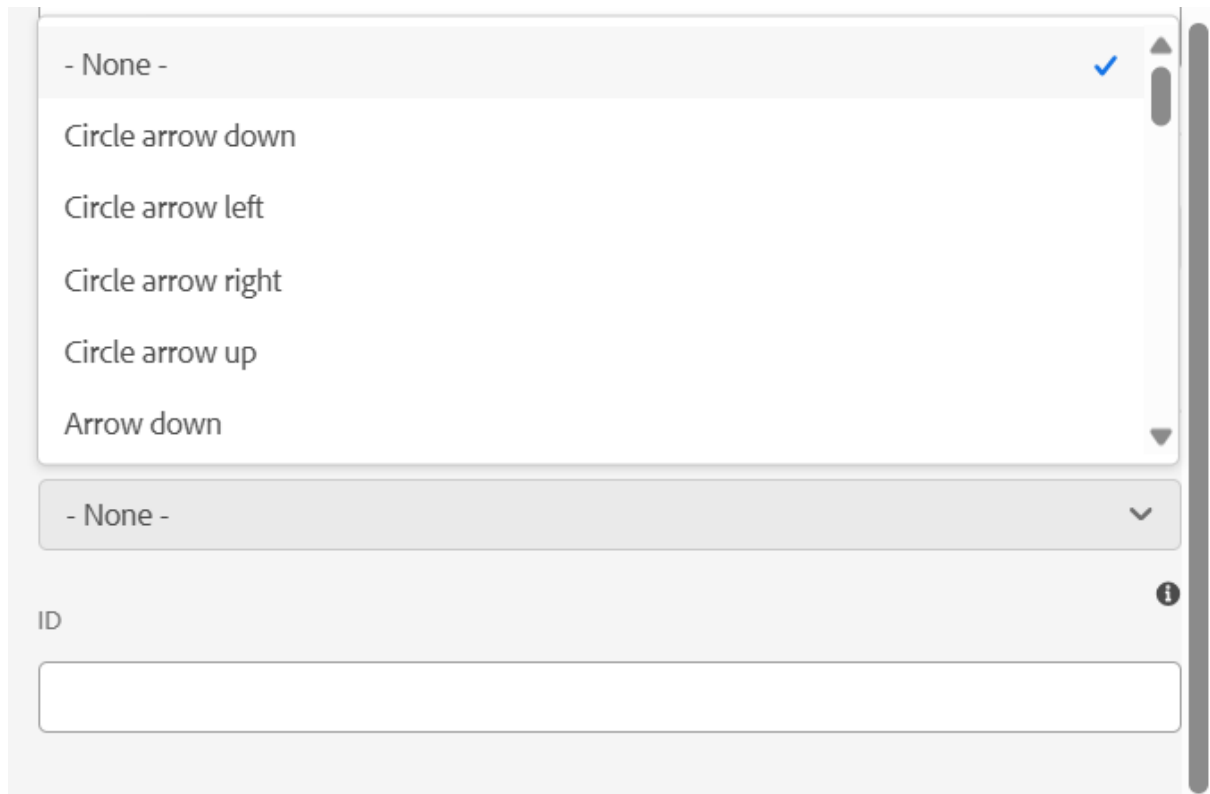 - None -
Circle arrow down
Circle arrow left
Circle arrow right
Circle arrow up
Arrow down
- None -
ID